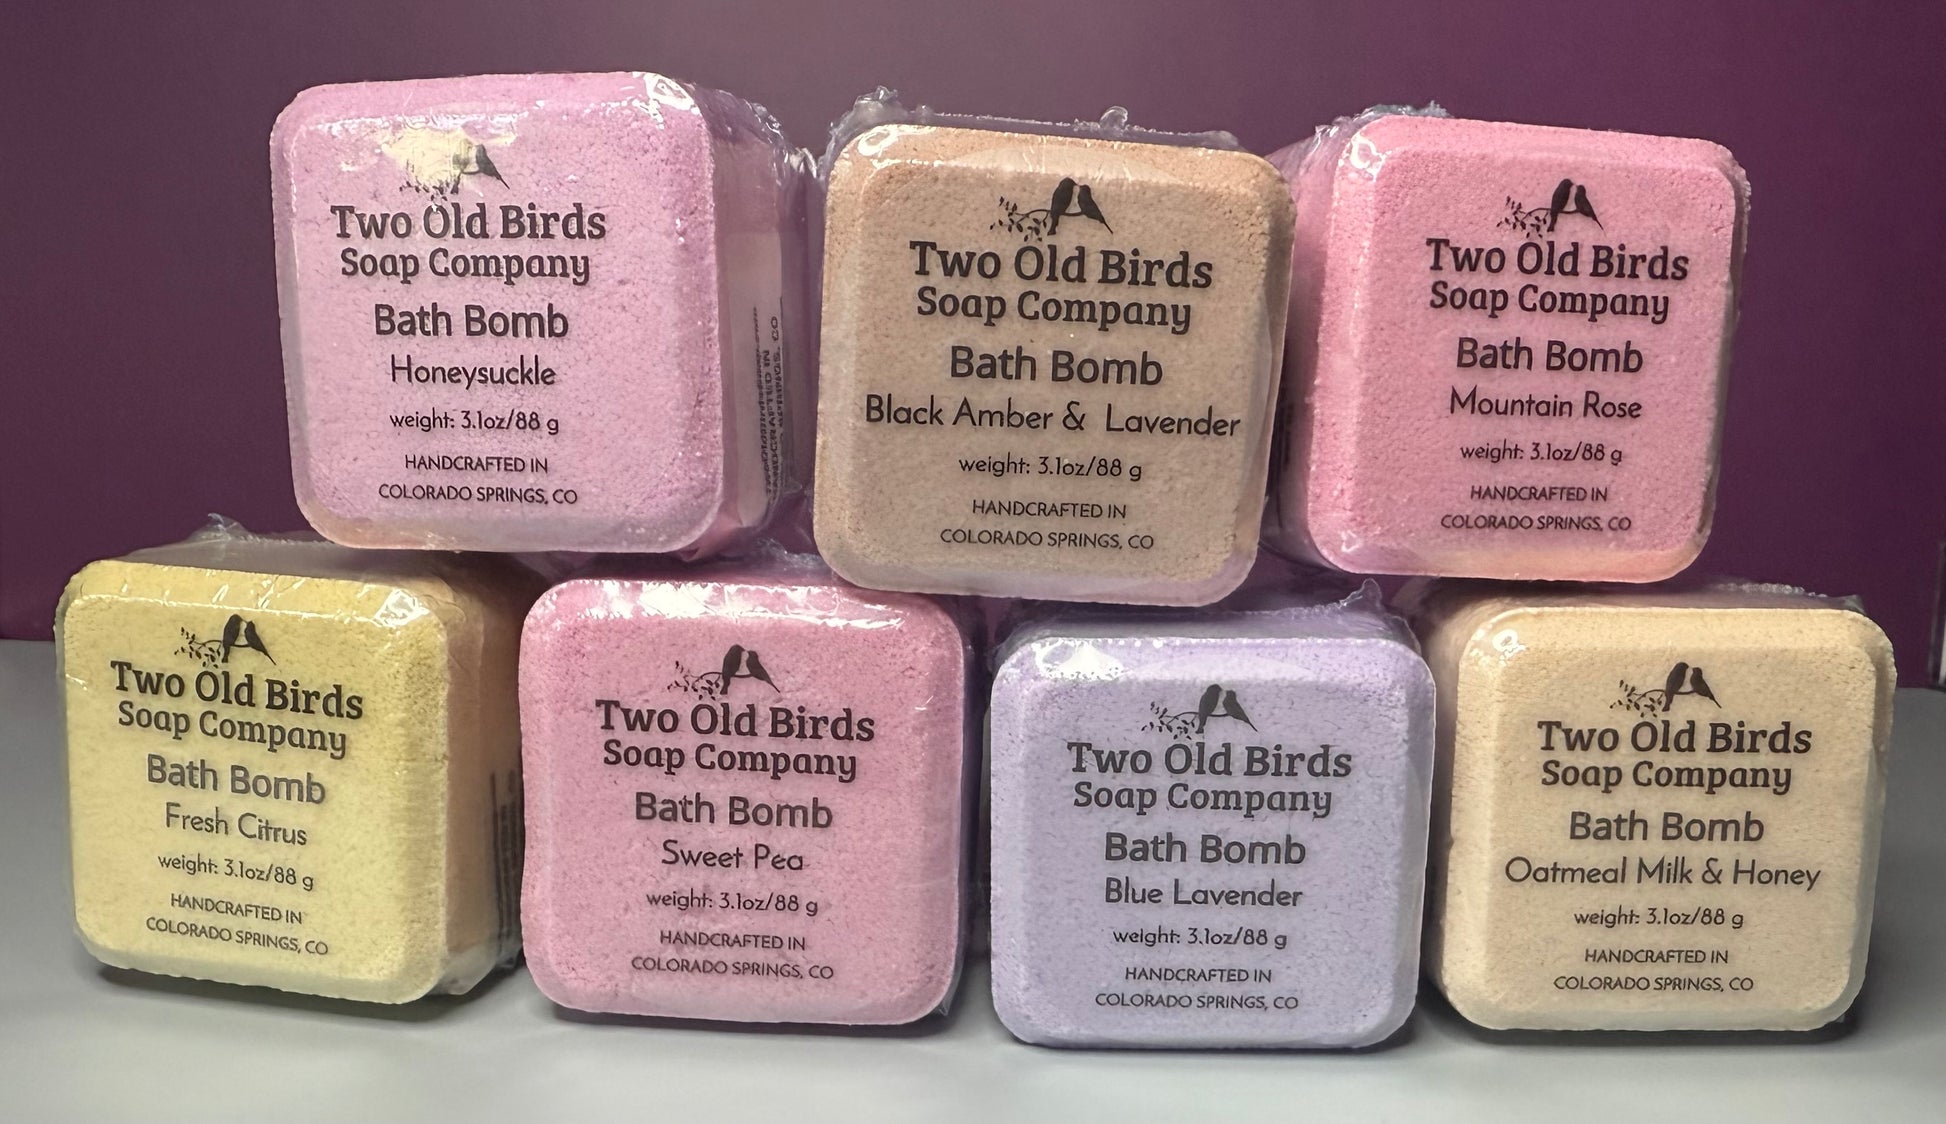 Two Old Birds
Soap Company
Bath Bomb
Honeysuckle
weight: 3.1oz/88 g
HANDCRAFTED IN
COLORADO SPRINGS, CO
Two Old Birds
Soap Company
Bath Bomb
Black Amber & Lavender
weight: 3.1oz/88 g
HANDCRAFTED IN
COLORADO SPRINGS, CO
Two Old Birds
Soap Company
Bath Bomb
Mountain Rose
weight: 3.1oz/88 g
HANDCRAFTED IN
COLORADO SPRINGS, CO
Two Old Birds
Soap Company
Bath Bomb
Fresh Citrus
weight: 3.1oz/88 g
HANDCRAFTED IN
COLORADO SPRINGS, CO
Two Old Birds
Soap Company
Bath Bomb
Sweet Pea
weight: 3.1oz/88 g
HANDCRAFTED IN
COLORADO SPRINGS, CO
Two Old Birds
Soap Company
Bath Bomb
Blue Lavender
weight: 3.1oz/88 g
HANDCRAFTED IN
COLORADO SPRINGS, CO
Two Old Birds
Soap Company
Bath Bomb
Oatmeal Milk & Honey
weight: 3.1oz/88 g
HANDCRAFTED IN
COLORADO SPRINGS, CO